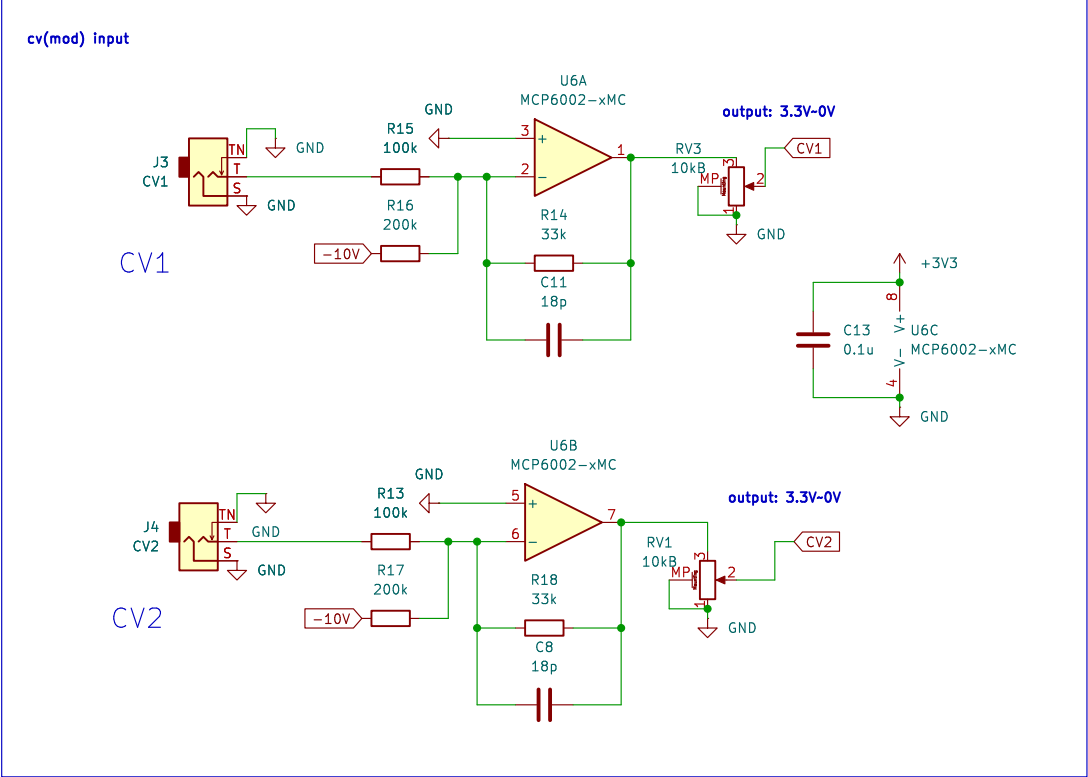 cv(mod) input
U6A
MCP6002-xMC
GND
3
+
1
2
−
R15
100k
J3
CV1
TN
T
S
GND
GND
R16
200k
-10V
CV1
R14
33k
C11
18p
output: 3.3V~0V
CV1
RV3
10kB
MP
3
2
1
GND
+3V3
8
V+
U6C
MCP6002-xMC
V-
4
C13
0.1u
GND
U6B
MCP6002-xMC
GND
5
+
7
6
−
R13
100k
J4
CV2
TN
T
S
GND
GND
R17
200k
-10V
CV2
R18
33k
C8
18p
output: 3.3V~0V
CV2
RV1
10kB
MP
3
2
1
GND